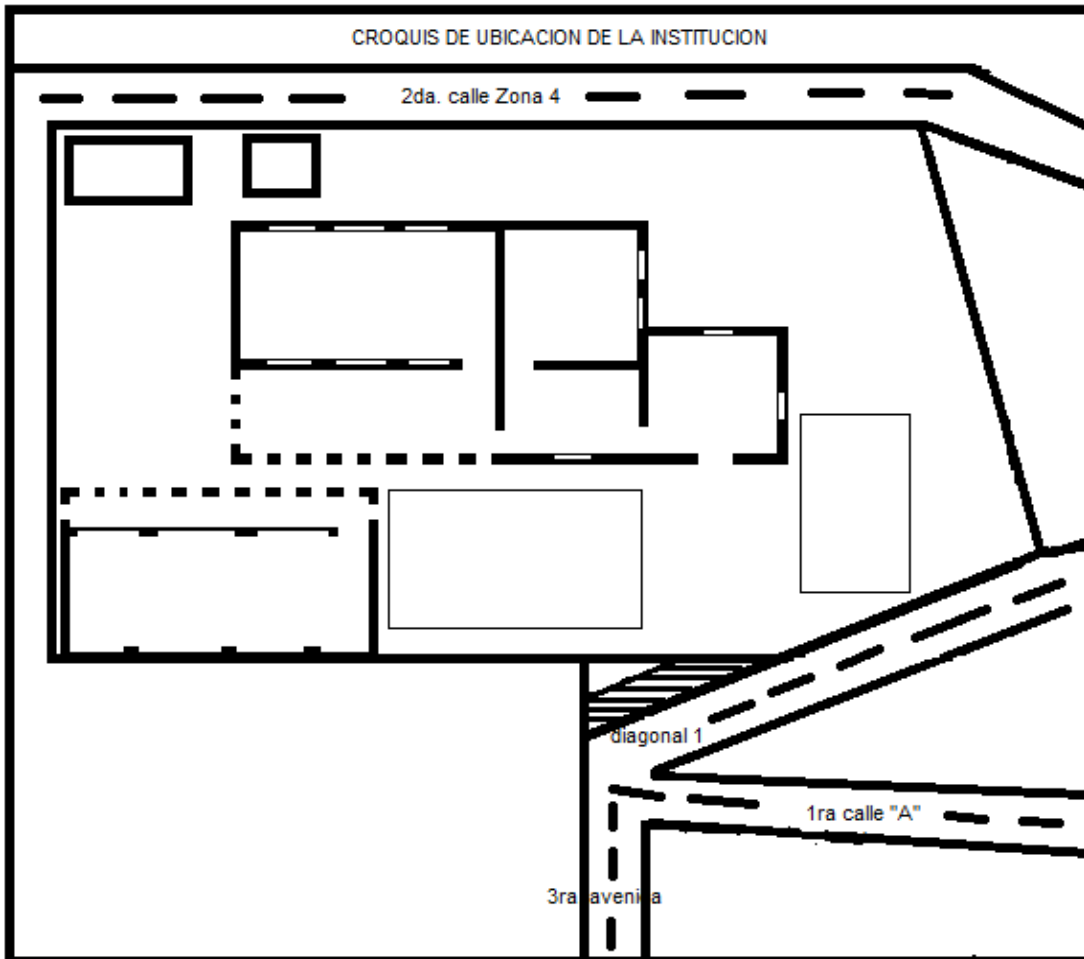 CROQUIS DE UBICACION DE LA INSTITUCION
2da. calle Zona 4
diagonal 1
1ra calle "A"
3ra avenida